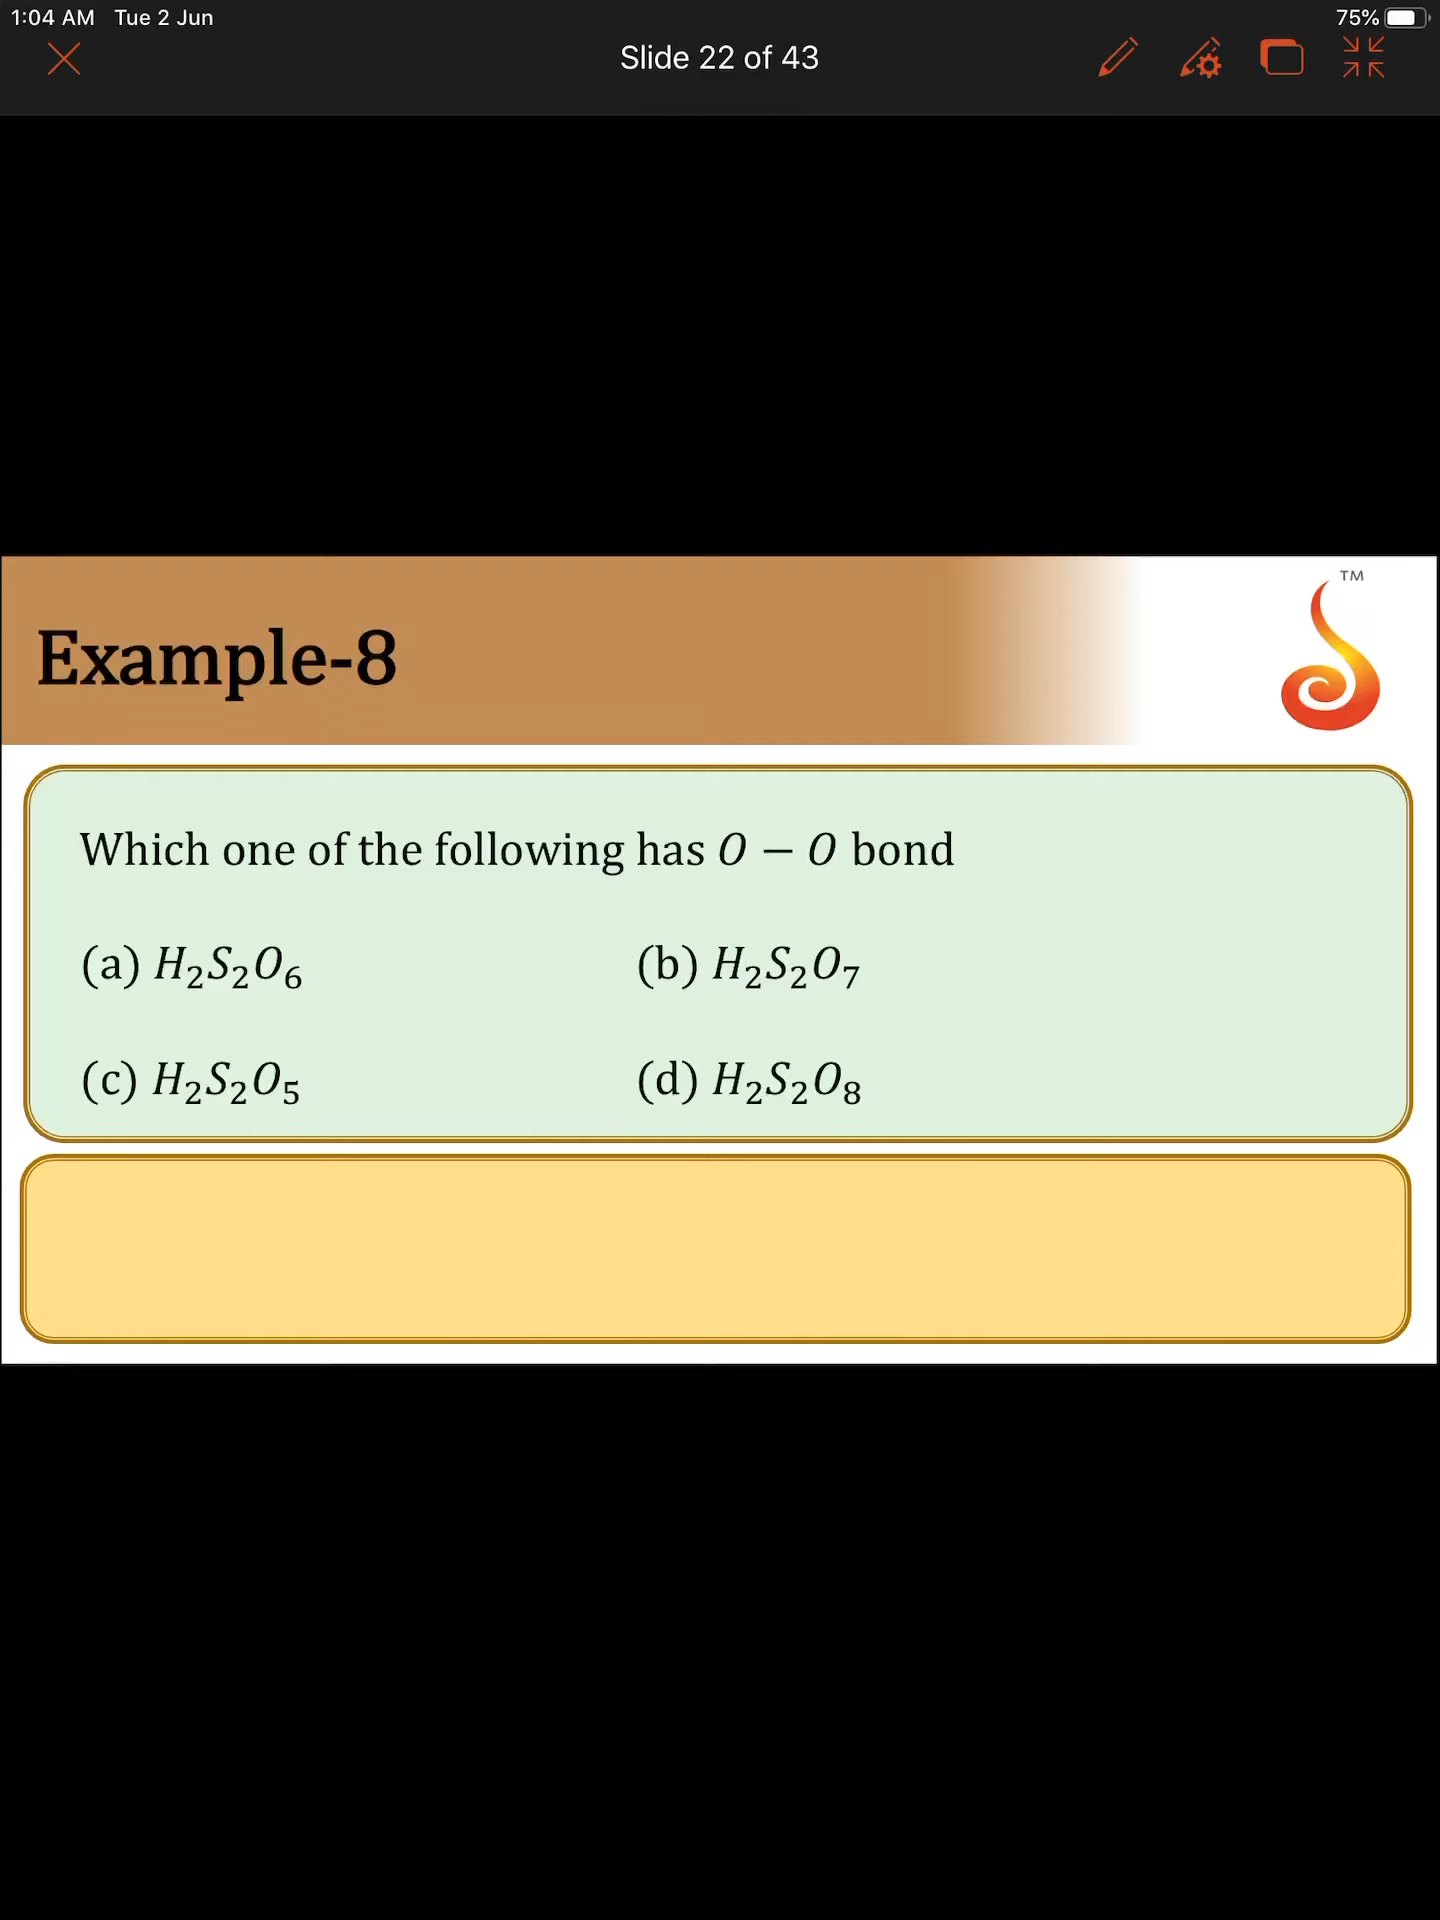 1:04 AM Tue 2 Jun
75%
Slide 22 of 43
TM
Example-8
Which one of the following has O − O bond
(a) H₂S₂O₆ (b) H₂S₂O₇
(c) H₂S₂O₅ (d) H₂S₂O₈